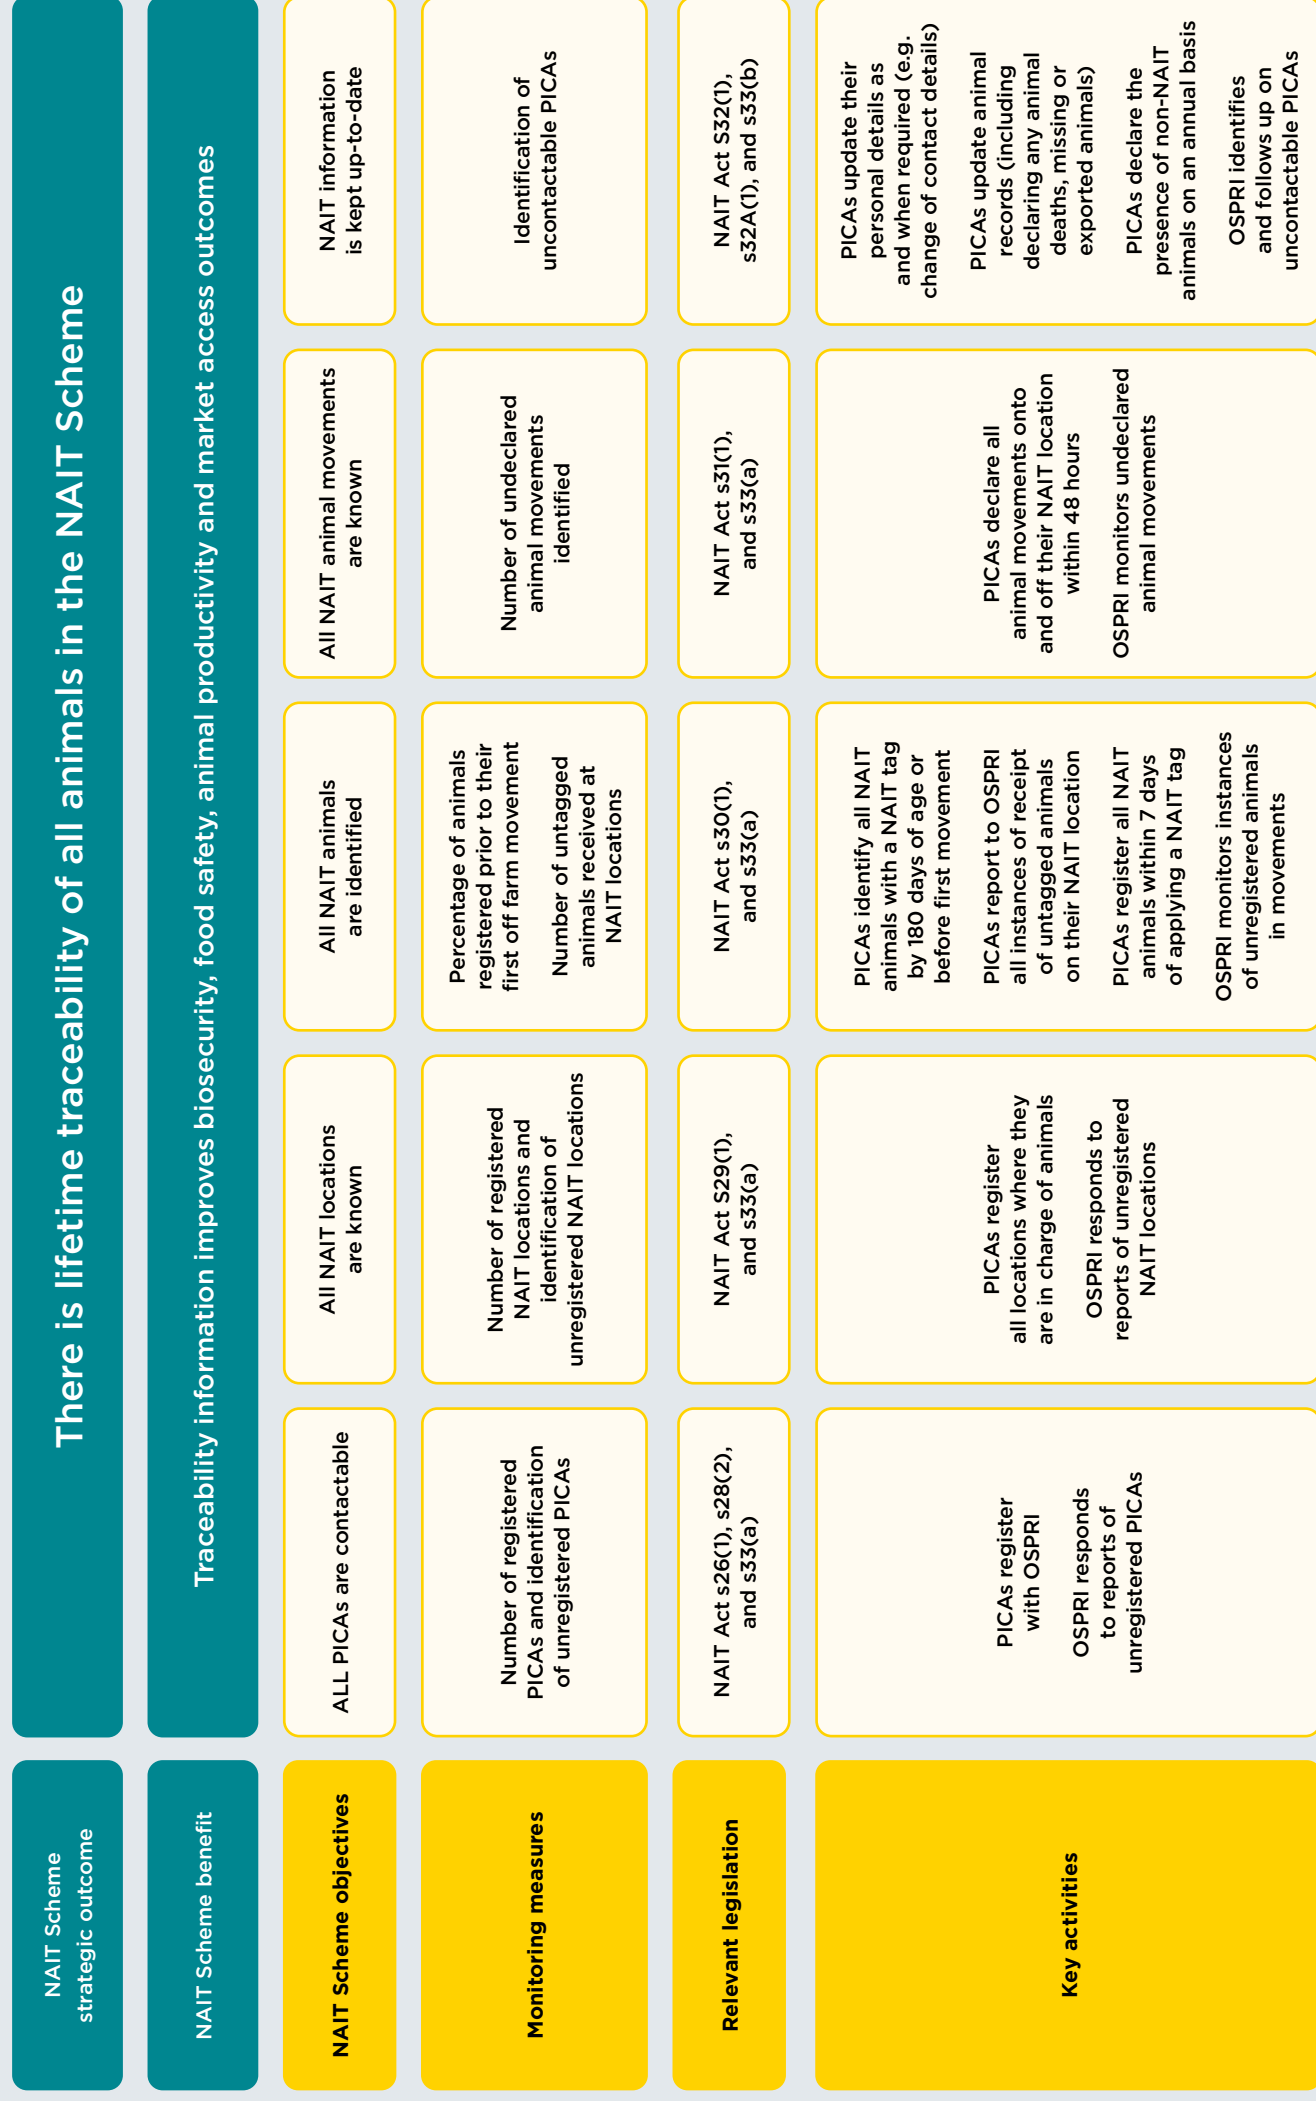 NAIT Scheme
strategic outcome
There is lifetime traceability of all animals in the NAIT Scheme
NAIT Scheme benefit
Traceability information improves biosecurity, food safety, animal productivity and market access outcomes
NAIT Scheme objectives
ALL PICAs are contactable
All NAIT locations
are known
All NAIT animals
are identified
All NAIT animal movements
are known
NAIT information
is kept up-to-date
Monitoring measures
Number of registered
PICAs and identification
of unregistered PICAs
Number of registered
NAIT locations and
identification of
unregistered NAIT locations
Percentage of animals
registered prior to their
first off farm movement
Number of untagged
animals received at
NAIT locations
Number of undeclared
animal movements
identified
Identification of
uncontactable PICAs
Relevant legislation
NAIT Act s26(1), s28(2),
and s33(a)
NAIT Act S29(1),
and s33(a)
NAIT Act s30(1),
and s33(a)
NAIT Act s31(1),
and s33(a)
NAIT Act S32(1),
s32A(1), and s33(b)
Key activities
PICAs register
with OSPRI
OSPRI responds
to reports of
unregistered PICAs
PICAs register
all locations where they
are in charge of animals
OSPRI responds to
reports of unregistered
NAIT locations
PICAs identify all NAIT
animals with a NAIT tag
by 180 days of age or
before first movement
PICAs report to OSPRI
all instances of receipt
of untagged animals
on their NAIT location
PICAs register all NAIT
animals within 7 days
of applying a NAIT tag
OSPRI monitors instances
of unregistered animals
in movements
PICAs declare all
animal movements onto
and off their NAIT location
within 48 hours
OSPRI monitors undeclared
animal movements
PICAs update their
personal details as
and when required (e.g.
change of contact details)
PICAs update animal
records (including
declaring any animal
deaths, missing or
exported animals)
PICAs declare the
presence of non-NAIT
animals on an annual basis
OSPRI identifies
and follows up on
uncontactable PICAs